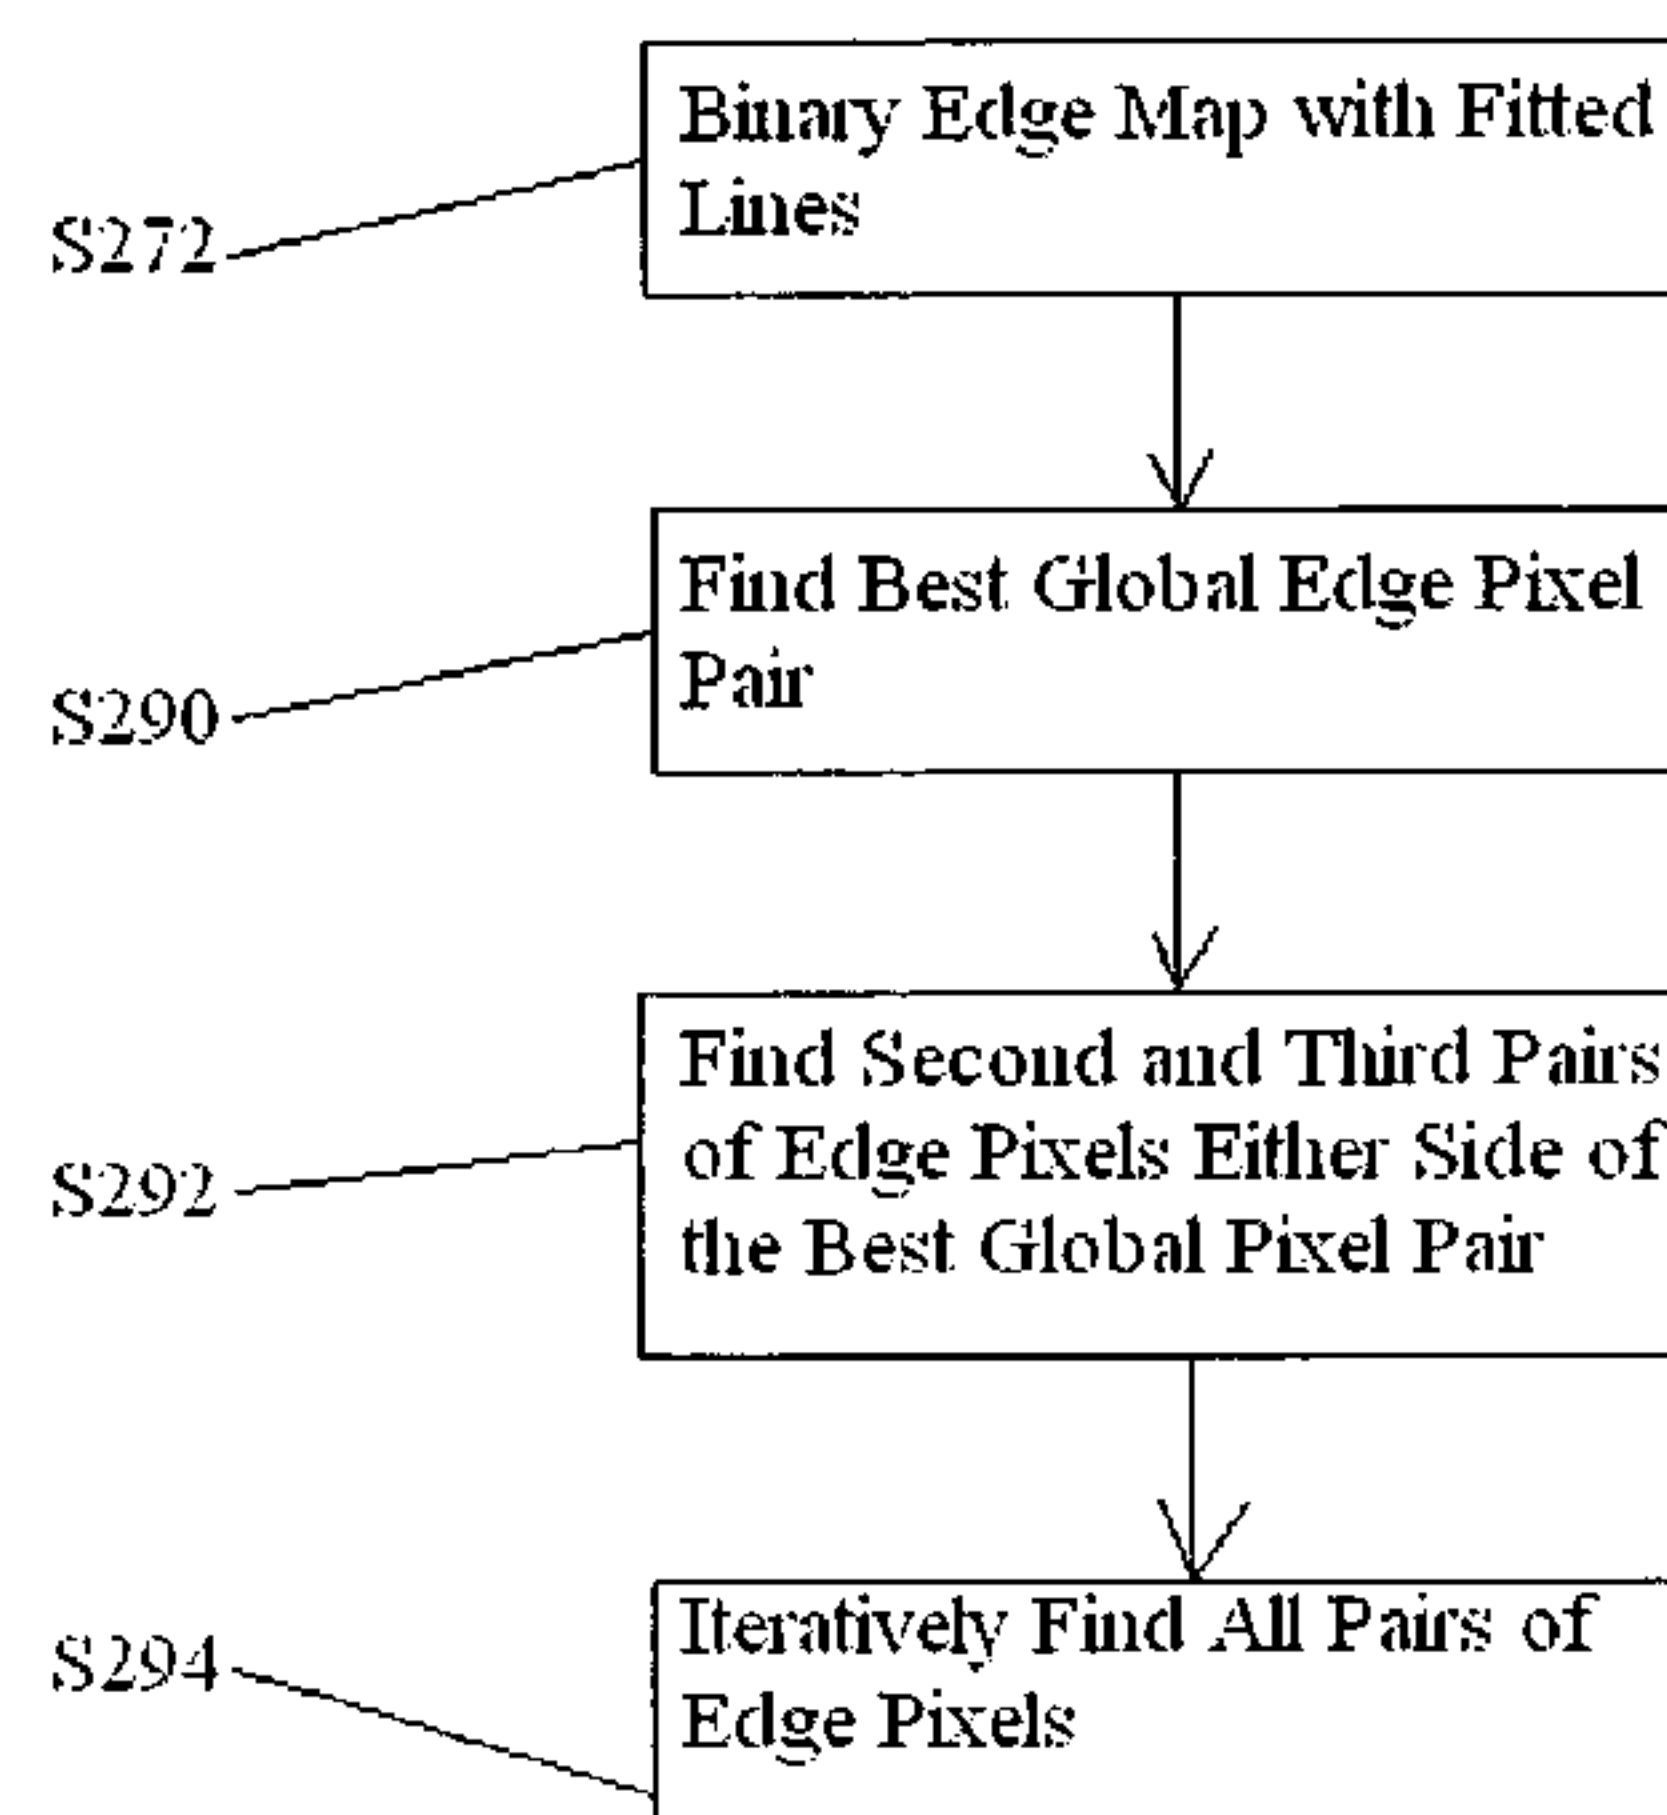 Binary Edge Map with Fitted
Lines
S272
Find Best Global Edge Pixel
Pair
S290
Find Second and Third Pairs
of Edge Pixels Either Side of
the Best Global Pixel Pair
S292
Iteratively Find All Pairs of
Edge Pixels
S294